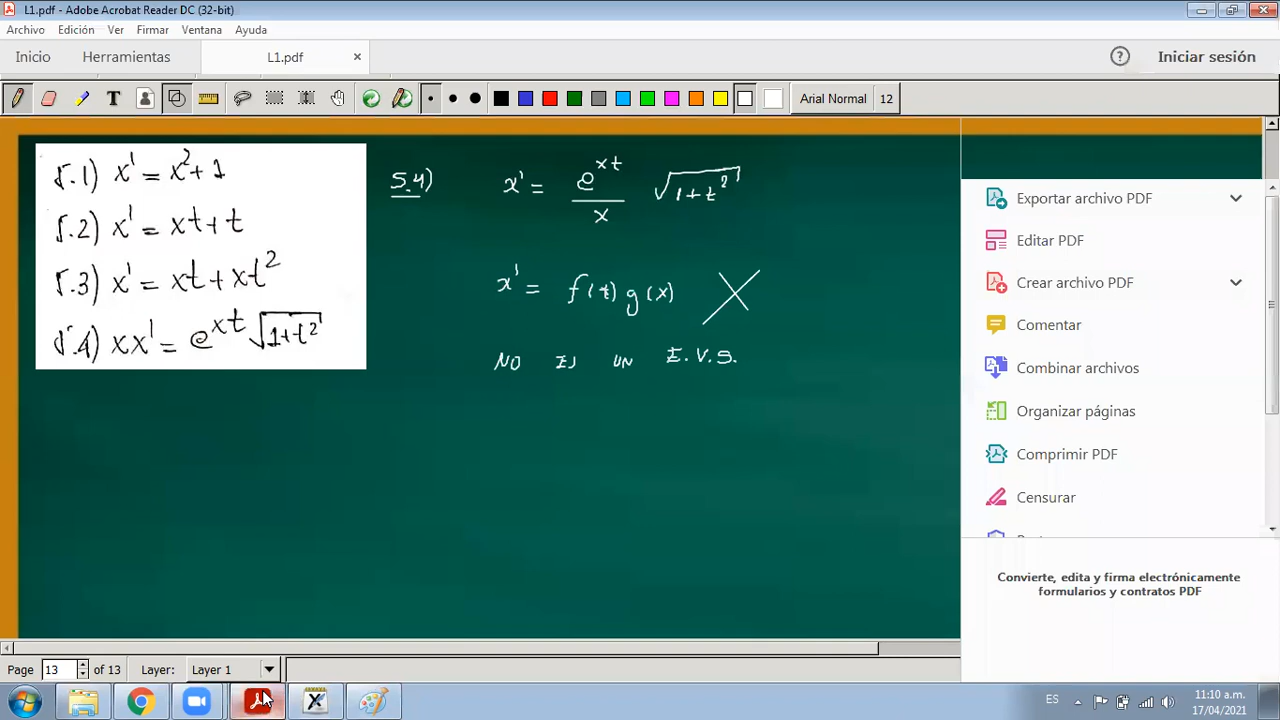 L1.pdf - Adobe Acrobat Reader DC (32-bit)
Archivo Edición Ver Firmar Ventana Ayuda
Inicio Herramientas L1.pdf × Iniciar sesión
Arial Normal 12
5.1) x' = x²+1
5.2) x' = xt+t
5.3) x' = xt + xt²
5.4) xx' = e^{xt} √(1+t²)
5.4) x' = e^{xt}/x √(1+t²)
x' = f(t) g(x)
NO ES UN E.V.S.
Exportar archivo PDF
Editar PDF
Crear archivo PDF
Comentar
Combinar archivos
Organizar páginas
Comprimir PDF
Censurar
Convierte, edita y firma electrónicamente
formularios y contratos PDF
Page 13 of 13 Layer: Layer 1
ES 11:10 a.m.
17/04/2021